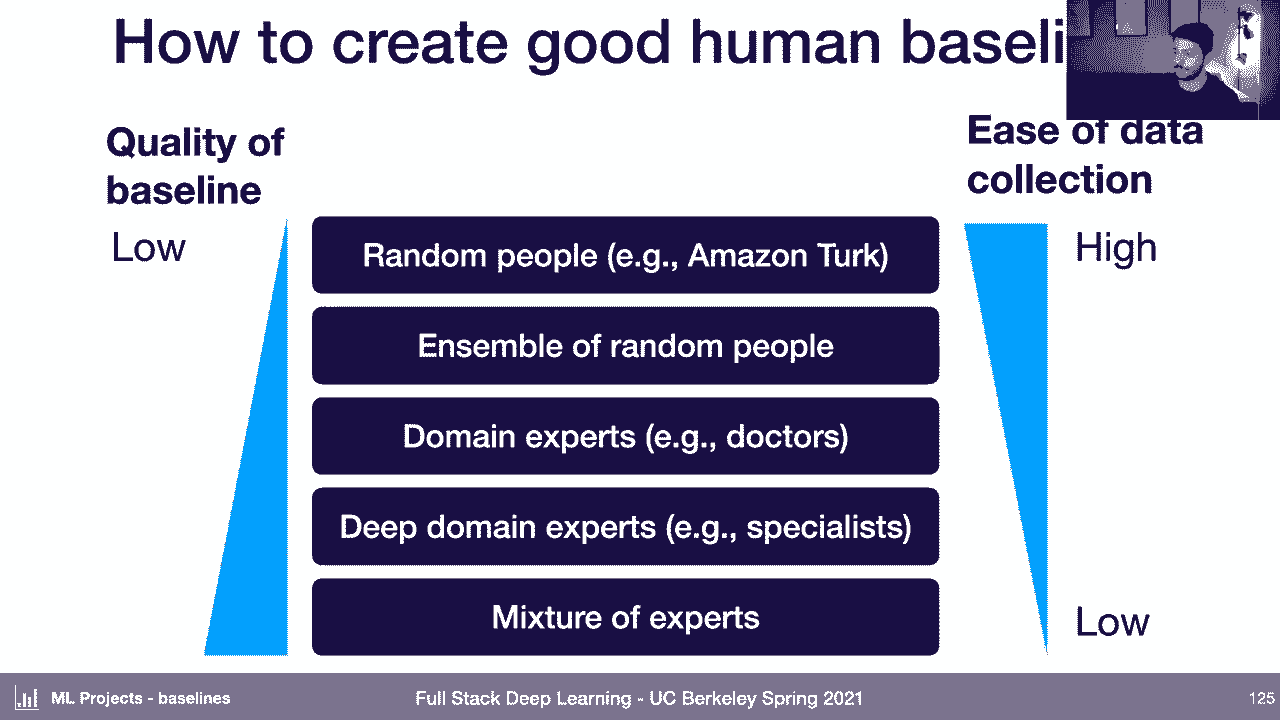 How to create good human baseli
Quality of
baseline
Ease of data
collection
Low
High
Random people (e.g., Amazon Turk)
Ensemble of random people
Domain experts (e.g., doctors)
Deep domain experts (e.g., specialists)
Mixture of experts
Low
ML Projects - baselines
Full Stack Deep Learning - UC Berkeley Spring 2021
125